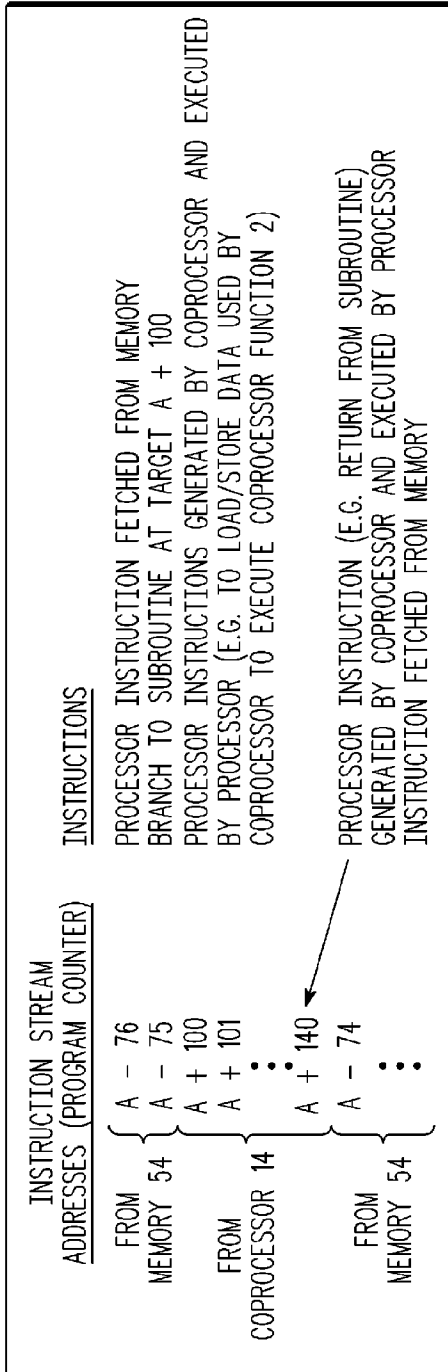 INSTRUCTION STREAM
ADDRESSES (PROGRAM COUNTER)
INSTRUCTIONS
FROM
MEMORY 54
A - 76
A - 75
PROCESSOR INSTRUCTION FETCHED FROM MEMORY
BRANCH TO SUBROUTINE AT TARGET A + 100
FROM
COPROCESSOR 14
A + 100
A + 101
A + 140
PROCESSOR INSTRUCTIONS GENERATED BY COPROCESSOR AND EXECUTED
BY PROCESSOR (E.G. TO LOAD/STORE DATA USED BY
COPROCESSOR TO EXECUTE COPROCESSOR FUNCTION 2)
PROCESSOR INSTRUCTION (E.G. RETURN FROM SUBROUTINE)
GENERATED BY COPROCESSOR AND EXECUTED BY PROCESSOR
FROM
MEMORY 54
A - 74
INSTRUCTION FETCHED FROM MEMORY